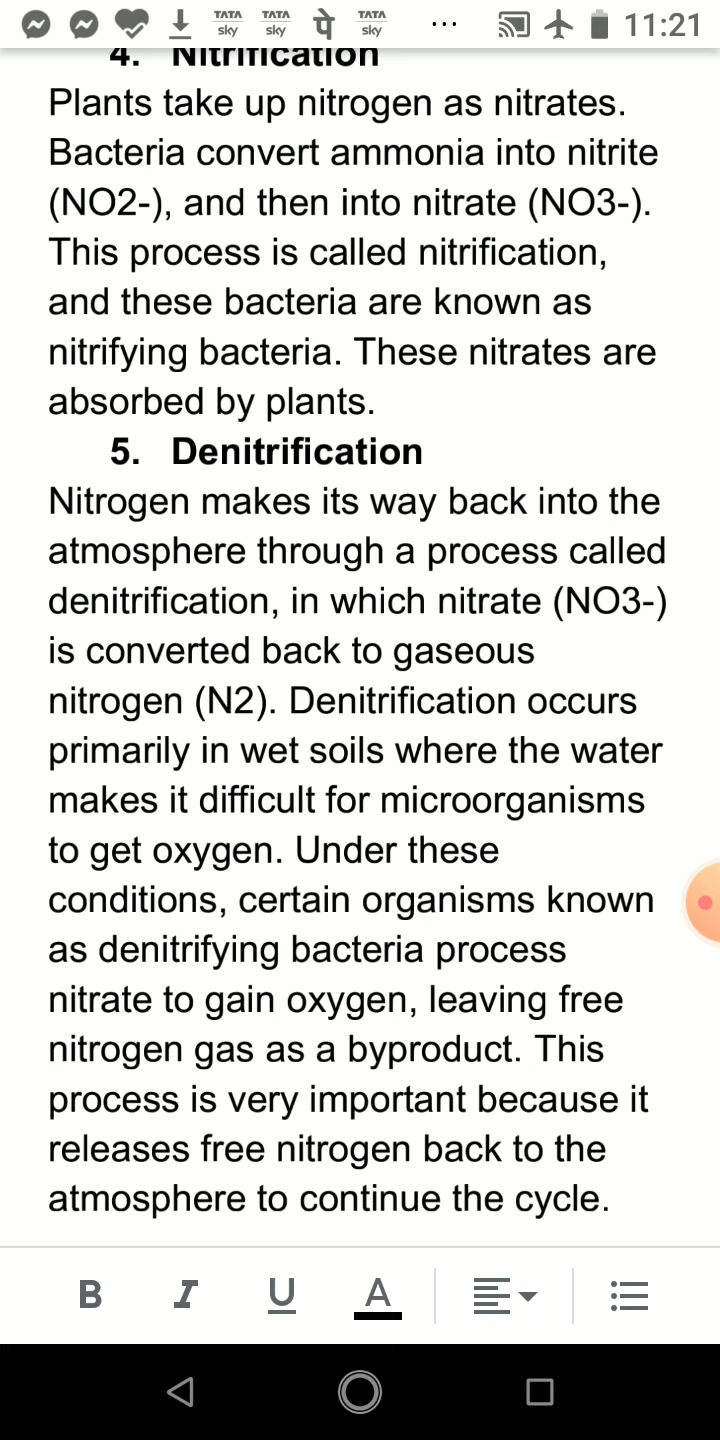 TATA
sky
TATA
sky
पे
TATA
sky
...
11:21
4. Nitrification
Plants take up nitrogen as nitrates.
Bacteria convert ammonia into nitrite
(NO2-), and then into nitrate (NO3-).
This process is called nitrification,
and these bacteria are known as
nitrifying bacteria. These nitrates are
absorbed by plants.
5. Denitrification
Nitrogen makes its way back into the
atmosphere through a process called
denitrification, in which nitrate (NO3-)
is converted back to gaseous
nitrogen (N2). Denitrification occurs
primarily in wet soils where the water
makes it difficult for microorganisms
to get oxygen. Under these
conditions, certain organisms known
as denitrifying bacteria process
nitrate to gain oxygen, leaving free
nitrogen gas as a byproduct. This
process is very important because it
releases free nitrogen back to the
atmosphere to continue the cycle.
B I U A